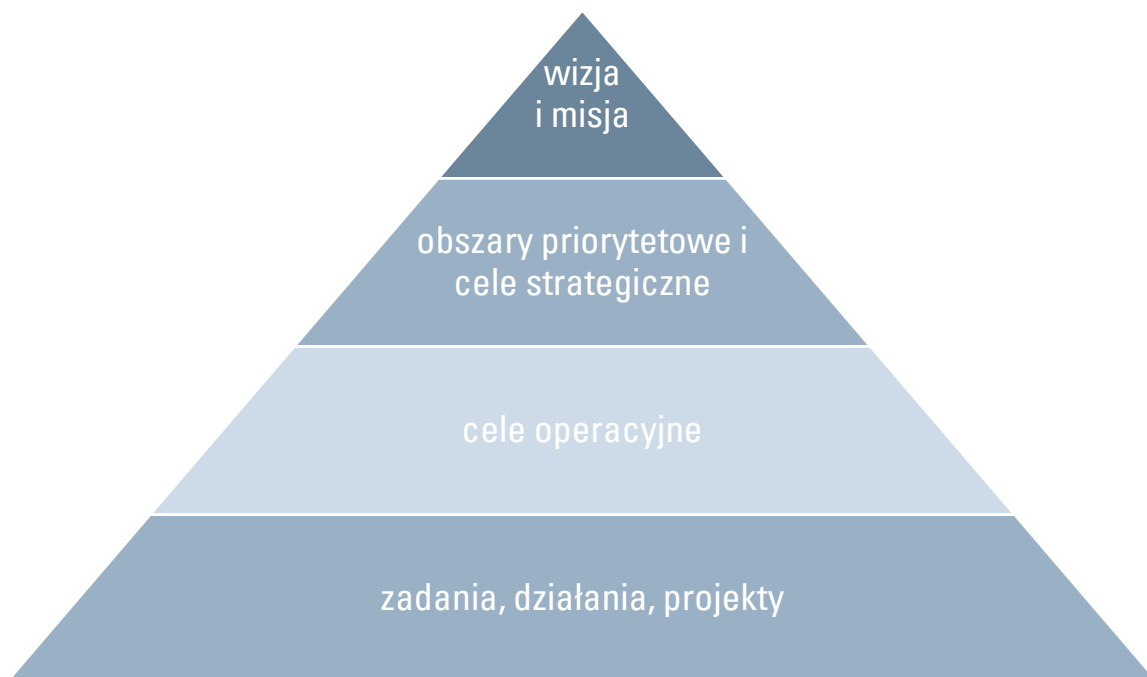 wizja
i misja
obszary priorytetowe i
cele strategiczne
cele operacyjne
zadania, działania, projekty